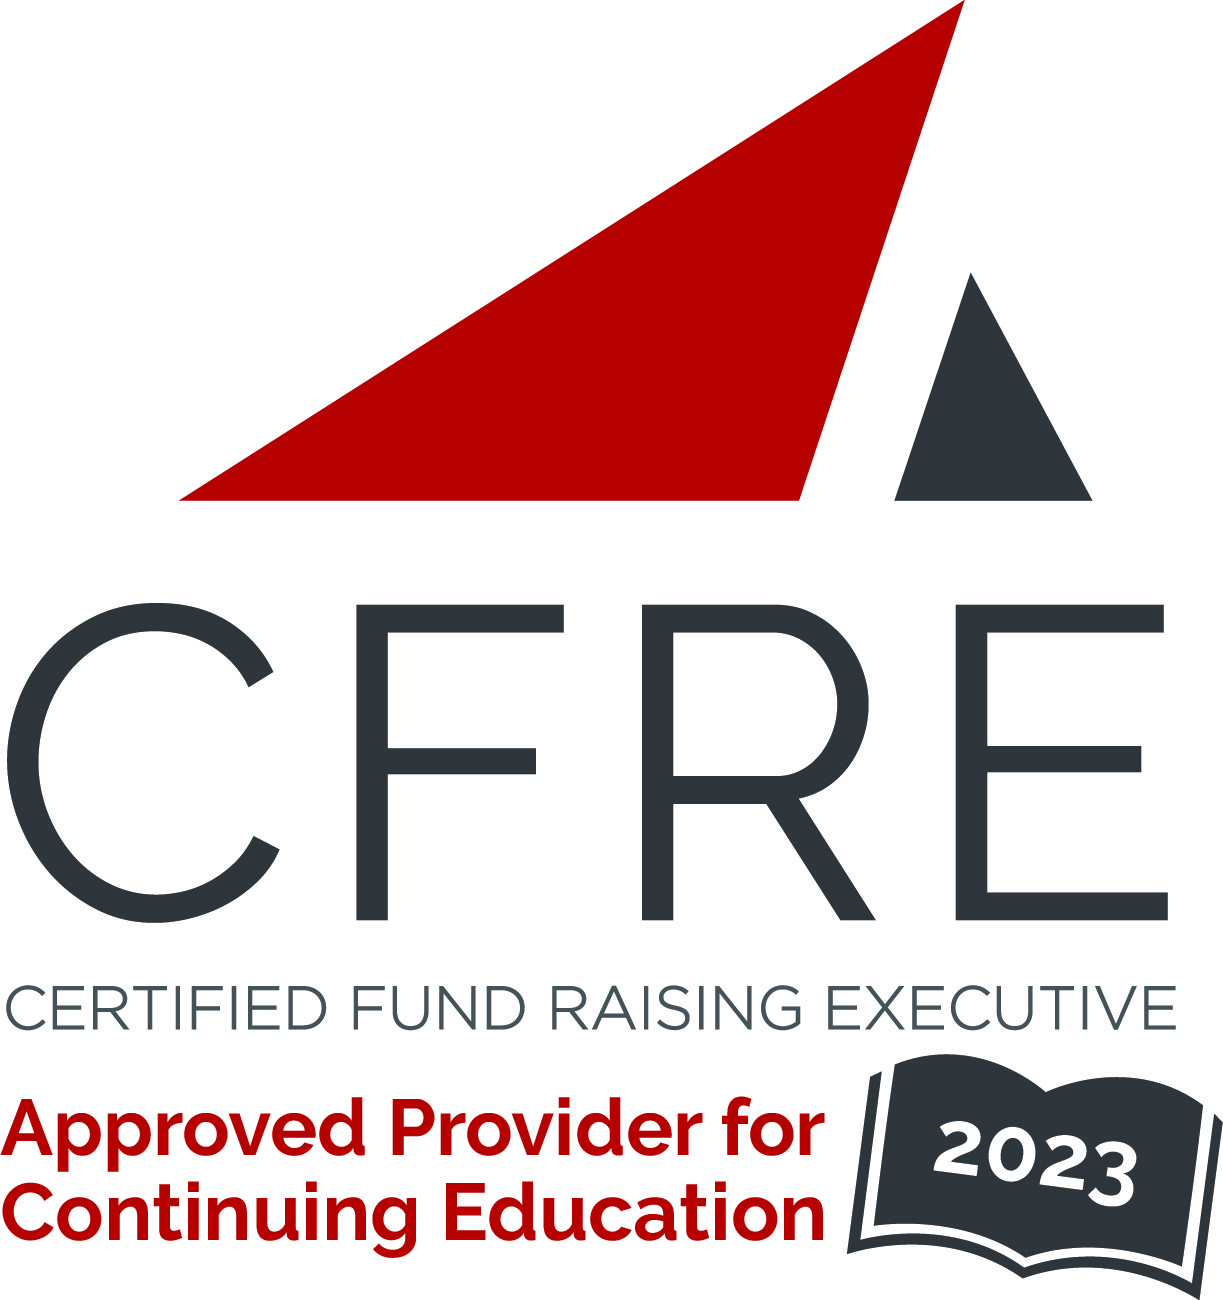 CFRE
CERTIFIED FUND RAISING EXECUTIVE
Approved Provider for
Continuing Education
2023